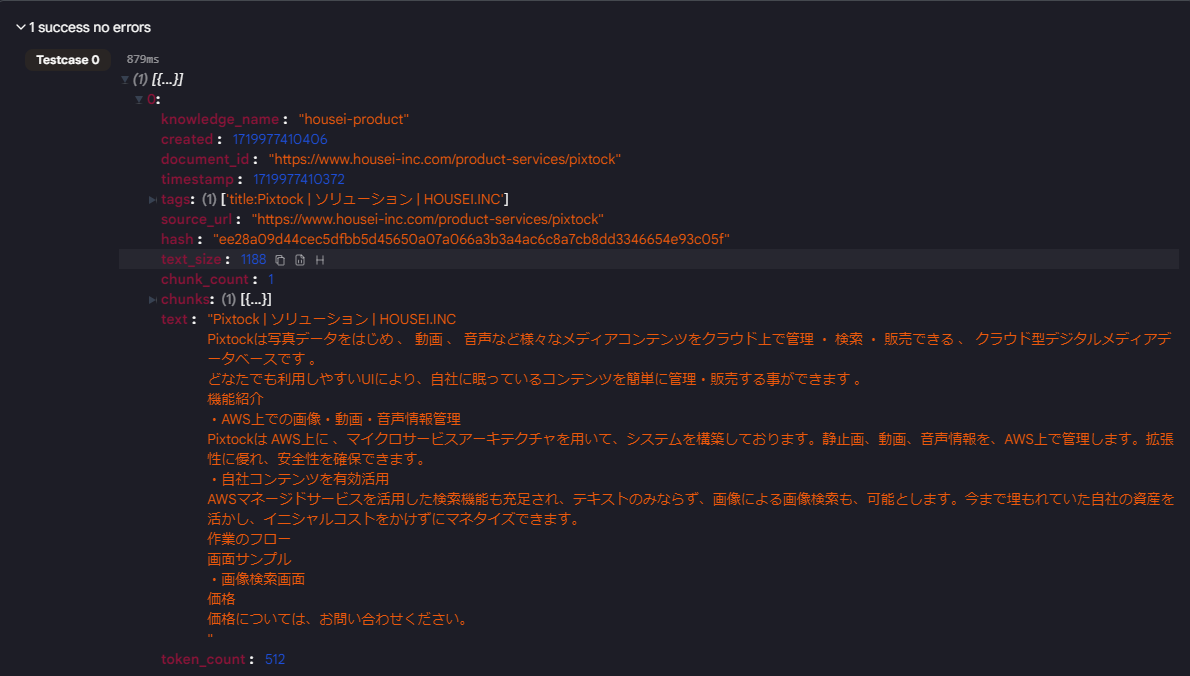 1 success no errors
Testcase 0 879ms
(1) [{...}]
0:
knowledge_name: "housei-product"
created: 1719977410406
document_id: "https://www.housei-inc.com/product-services/pixtock"
timestamp: 1719977410372
tags: (1) ['title:Pixtock | ソリューション | HOUSEI.INC']
source_url: "https://www.housei-inc.com/product-services/pixtock"
hash: "ee28a09d44cec5dfbb5d45650a07a066a3b3a4ac6c8a7cb8dd3346654e93c05f"
text_size: 1188 H
chunk_count: 1
chunks: (1) [{...}]
text: "Pixtock | ソリューション | HOUSEI.INC
Pixtockは写真データをはじめ 、 動画 、 音声など様々なメディアコンテンツをクラウド上で管理 ・ 検索 ・ 販売できる 、 クラウド型デジタルメディアデ
ータベースです 。
どなたでも利用しやすいUIにより、自社に眠っているコンテンツを簡単に管理・販売する事ができます 。
機能紹介
・AWS上での画像・動画・音声情報管理
Pixtockは AWS上に 、マイクロサービスアーキテクチャを用いて、システムを構築しております。静止画、動画、音声情報を、AWS上で管理します。拡張
性に優れ、安全性を確保できます。
・自社コンテンツを有効活用
AWSマネージドサービスを活用した検索機能も充足され、テキストのみならず、画像による画像検索も、可能とします。今まで埋もれていた自社の資産を
活かし、イニシャルコストをかけずにマネタイズできます。
作業のフロー
画面サンプル
・画像検索画面
価格
価格については、お問い合わせください。
"
token_count: 512